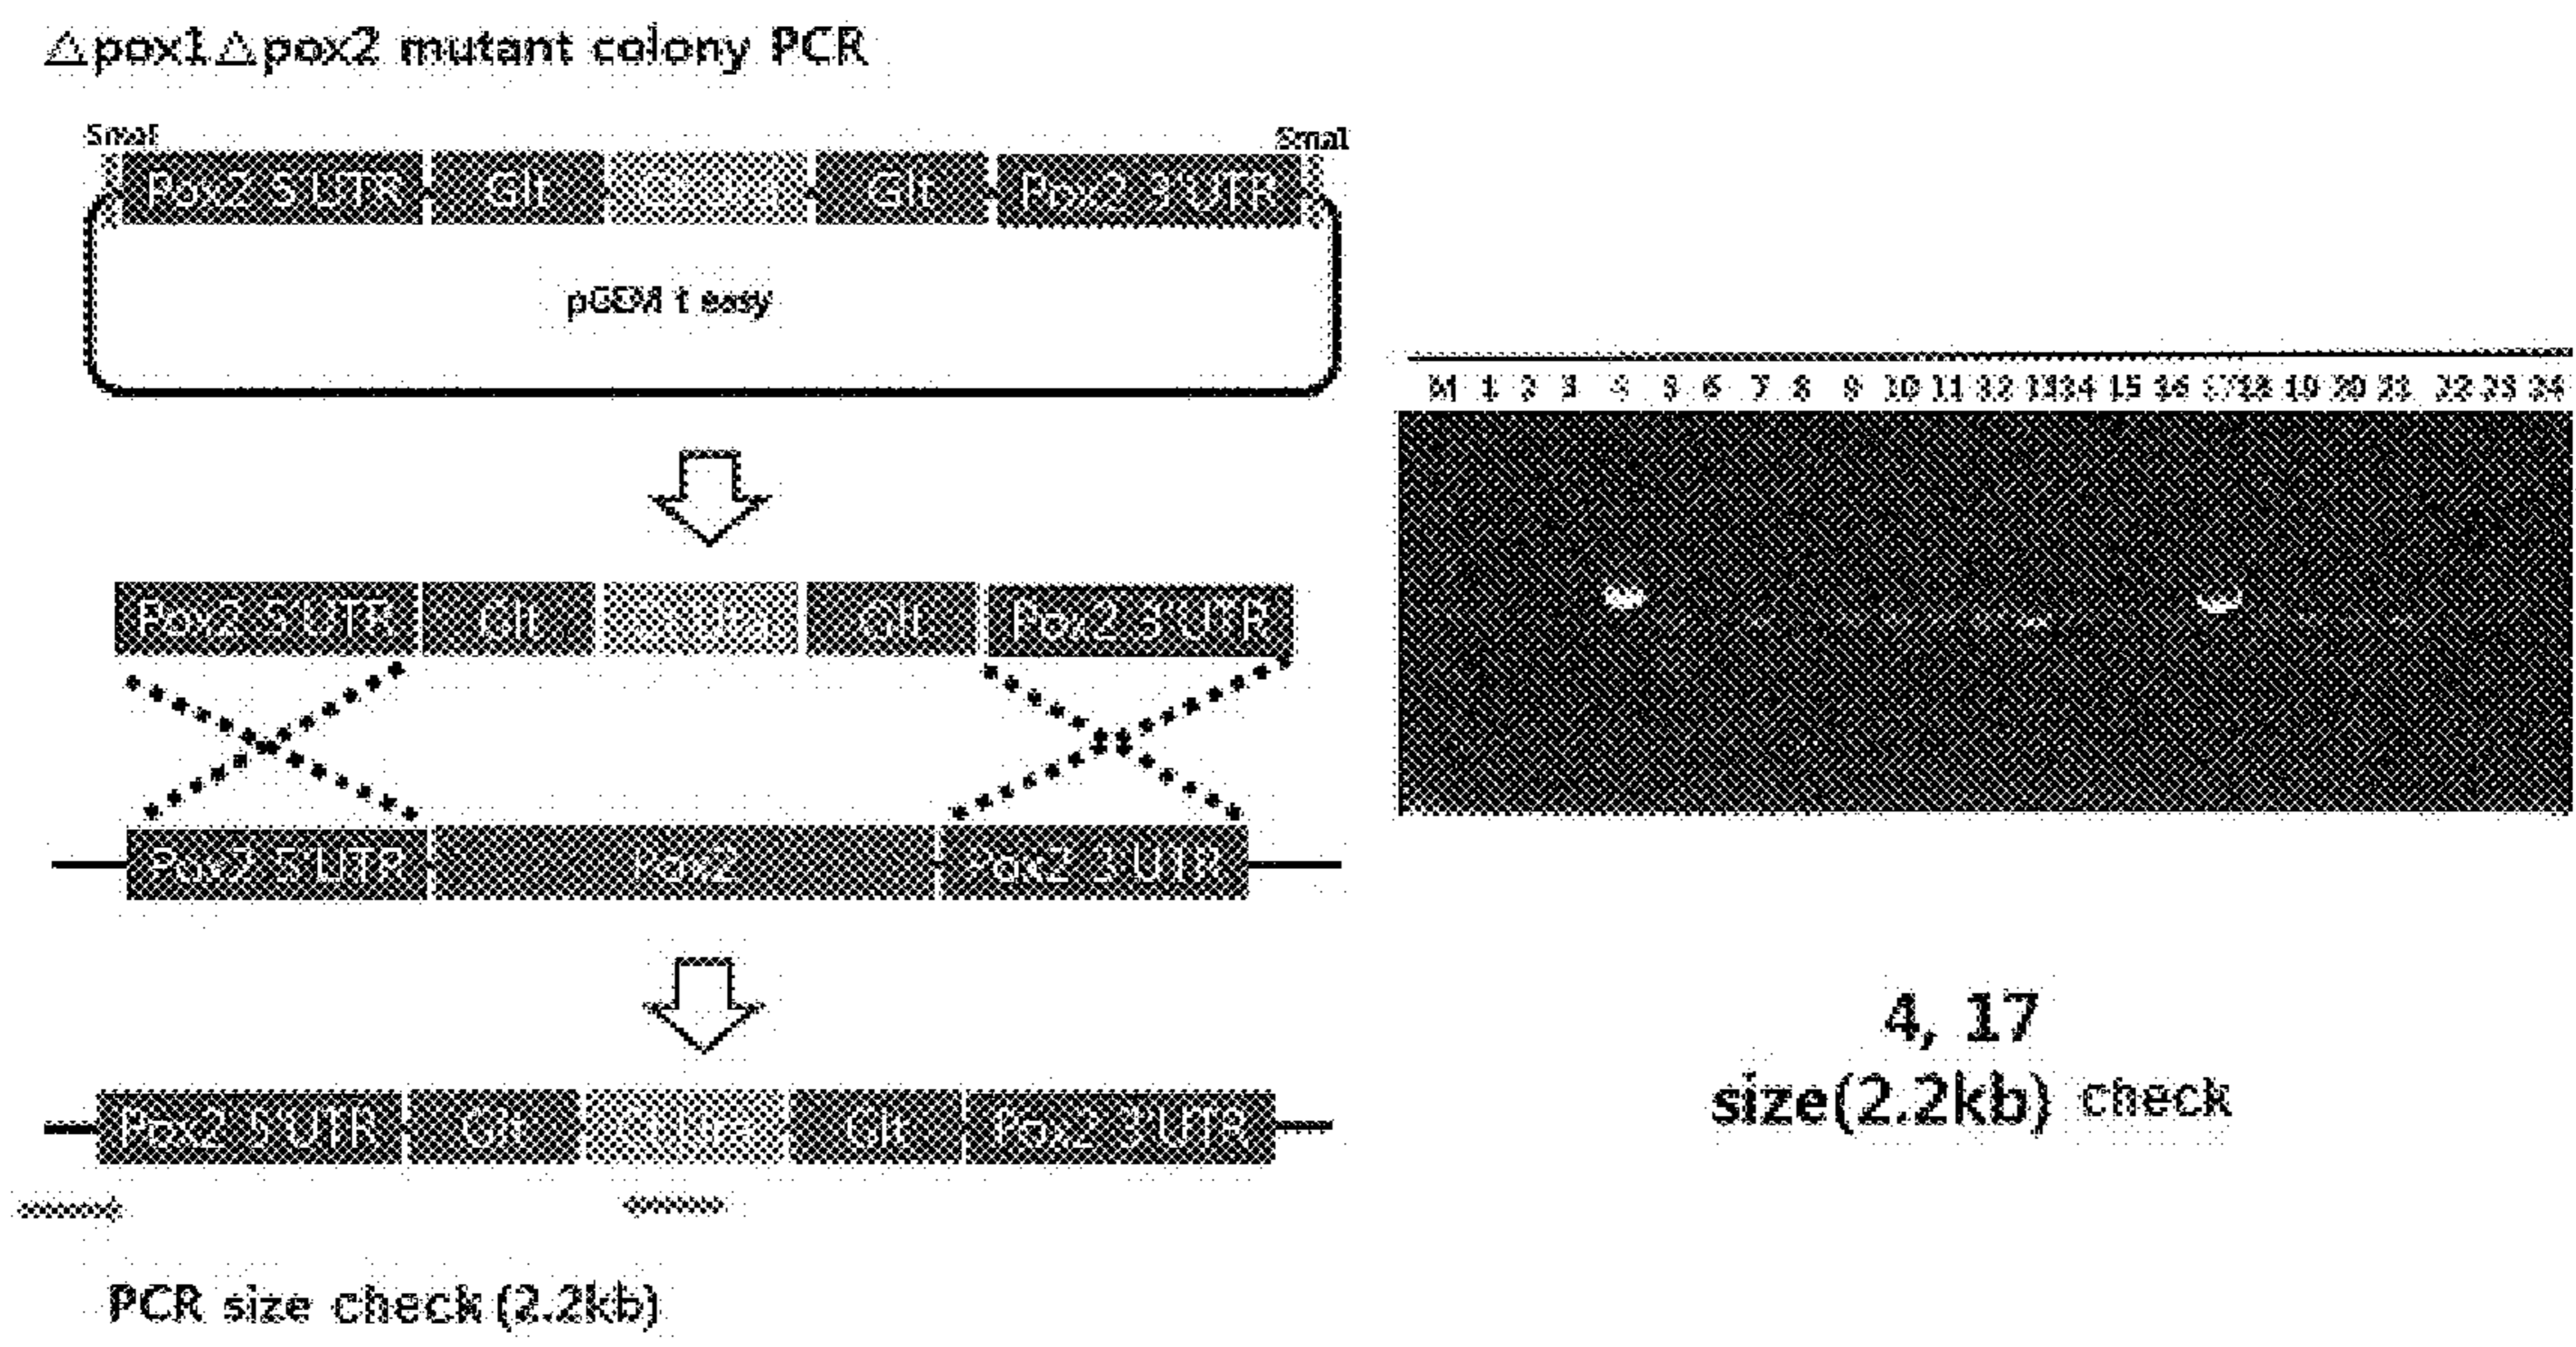 △pox1△pox2 mutant colony PCR
SmaI SmaI
Pox2 5'UTR Glt Glt Pox2 3'UTR
pGEM t easy
M 1 2 3 4 5 6 7 8 9 10 11 12 13 14 15 16 17 18 19 20 21 22 23 24
Pox2 5'UTR Glt Ura Glt Pox2 3'UTR
Pox2 5'UTR Pox2 Pox2 3'UTR
Pox2 5'UTR Glt Glt Pox2 3'UTR
4, 17
size(2.2kb) check
PCR size check(2.2kb)